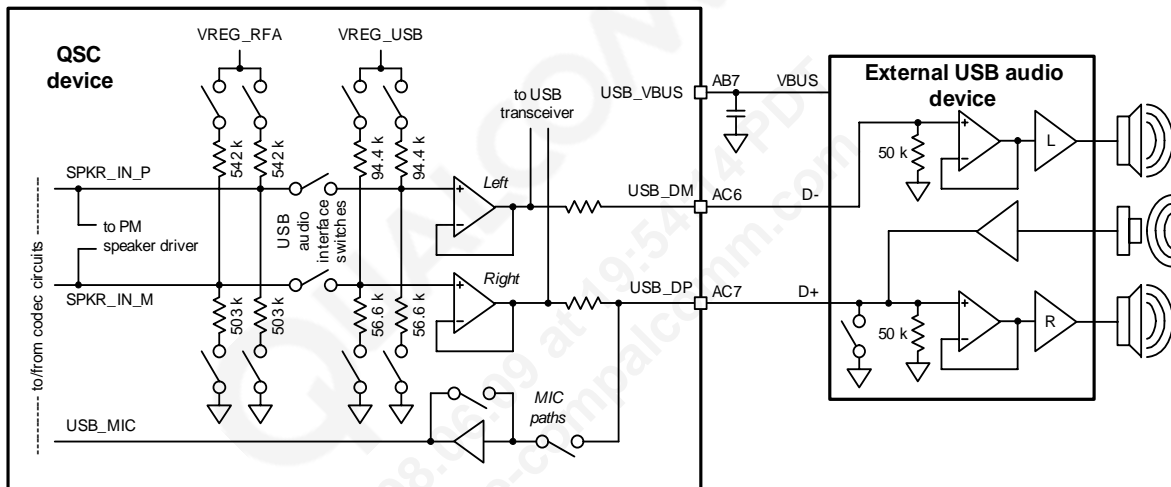 QSC
device
VREG_RFA
VREG_USB
542 k
542 k
94.4 k
94.4 k
SPKR_IN_P
to PM
speaker driver
SPKR_IN_M
USB
audio
interface
switches
503 k
503 k
56.6 k
56.6 k
Left
Right
+
-
+
-
to USB
transceiver
USB_VBUS
AB7
VBUS
USB_DM
AC6
D-
USB_DP
AC7
D+
USB_MIC
MIC
paths
to/from codec circuits
External USB audio
device
50 k
+
-
L
50 k
+
-
R
QUALCOMM